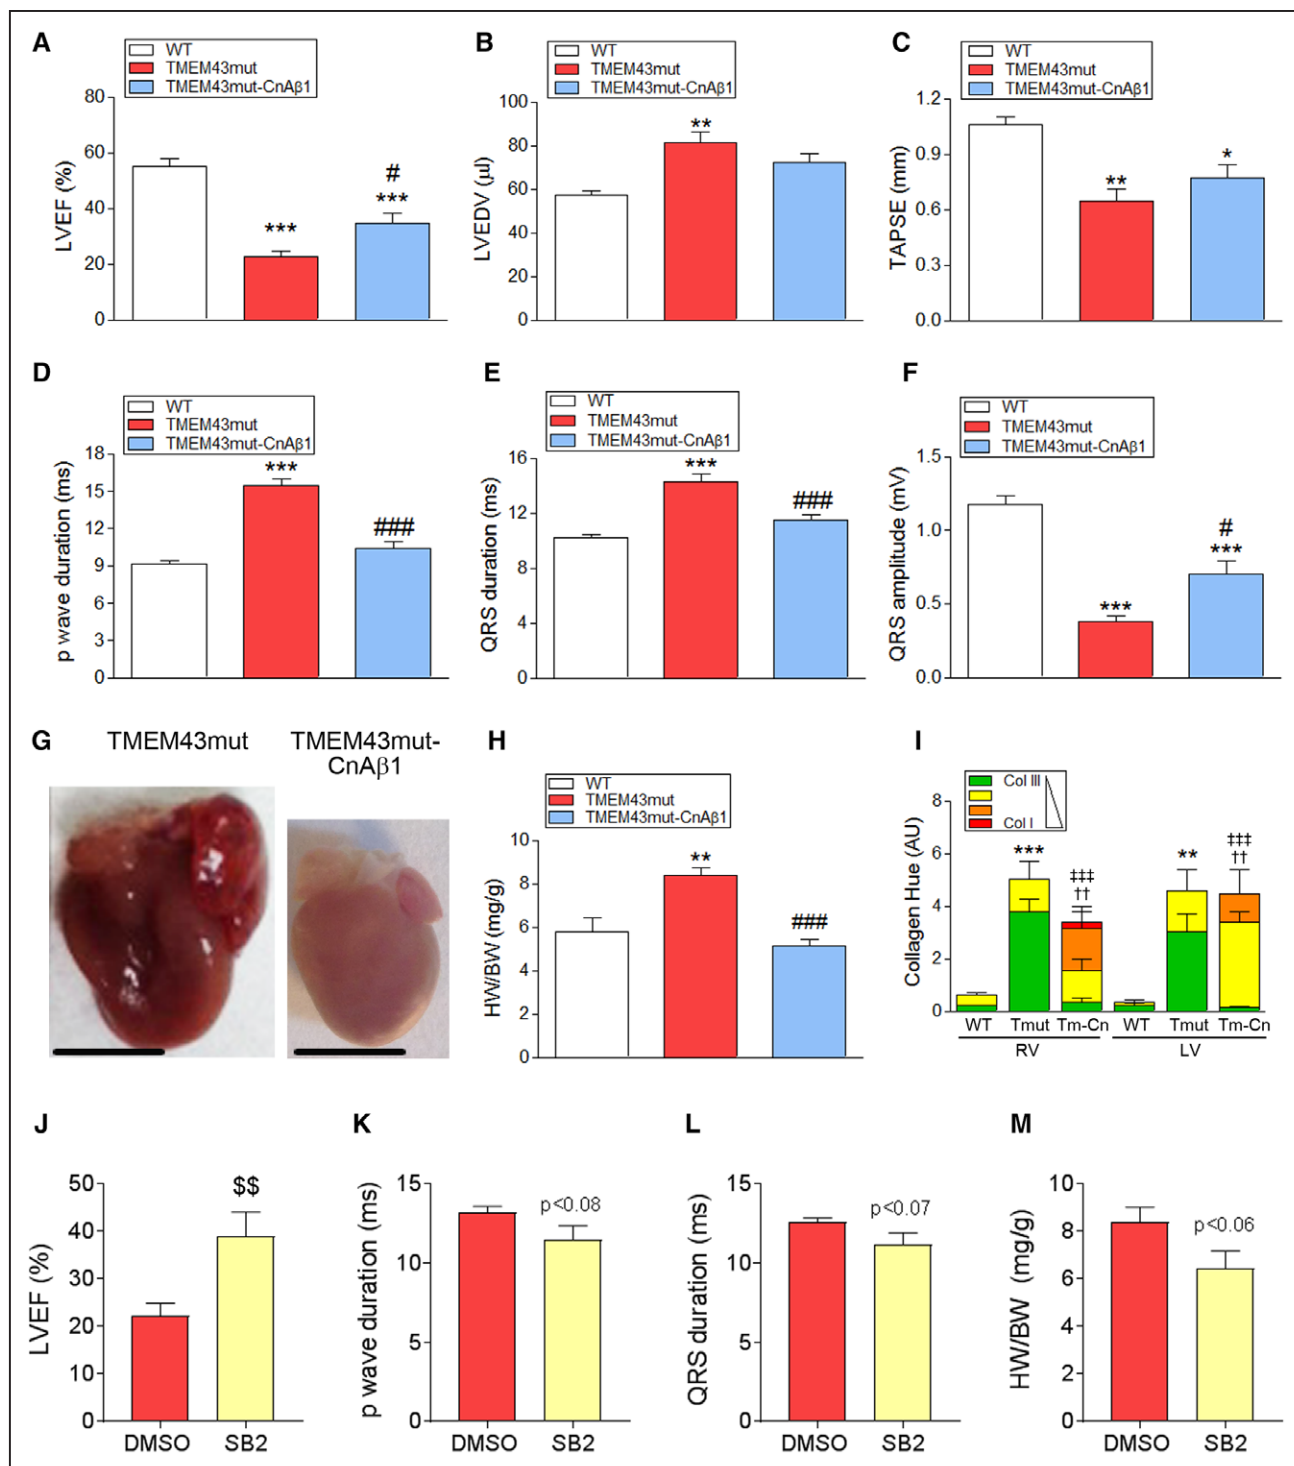 A
WT
TMEM43mut
TMEM43mut-CnAβ1
80
60
40
20
0
LVEF (%)
***
#
***
B
WT
TMEM43mut
TMEM43mut-CnAβ1
100
80
60
40
20
0
LVEDV (µl)
**
C
WT
TMEM43mut
TMEM43mut-CnAβ1
1.2
0.9
0.6
0.3
0.0
TAPSE (mm)
**
*
D
WT
TMEM43mut
TMEM43mut-CnAβ1
18
15
12
9
6
3
0
p wave duration (ms)
***
###
E
WT
TMEM43mut
TMEM43mut-CnAβ1
16
12
8
4
0
QRS duration (ms)
***
###
F
WT
TMEM43mut
TMEM43mut-CnAβ1
1.5
1.0
0.5
0.0
QRS amplitude (mV)
***
#
***
G
TMEM43mut
TMEM43mut-
CnAβ1
H
WT
TMEM43mut
TMEM43mut-CnAβ1
10
8
6
4
2
0
HW/BW (mg/g)
**
###
I
Col III
Col I
8
6
4
2
0
Collagen Hue (AU)
***
‡‡‡
††
**
‡‡‡
††
WT Tmut Tm-Cn WT Tmut Tm-Cn
RV LV
J
50
40
30
20
10
0
LVEF (%)
$$
DMSO SB2
K
15
10
5
0
p wave duration (ms)
p<0.08
DMSO SB2
L
15
10
5
0
QRS duration (ms)
p<0.07
DMSO SB2
M
10
8
6
4
2
0
HW/BW (mg/g)
p<0.06
DMSO SB2